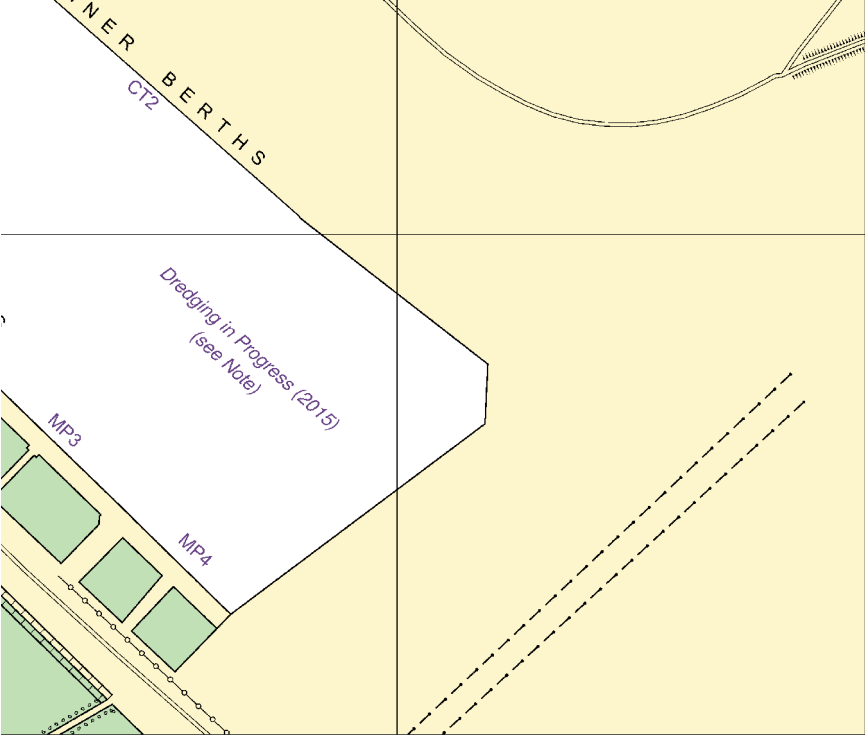 NER BERTHS
CT2
Dredging in Progress (2015)
(see Note)
MP3
MP4